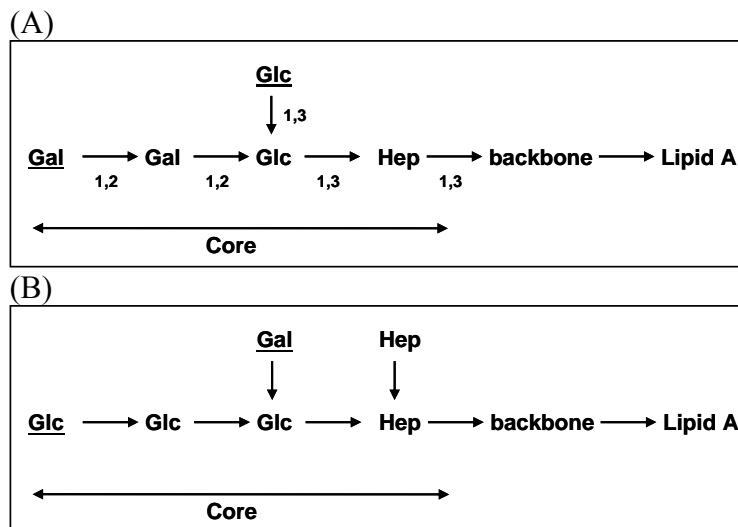 (A)
Glc
1,3
Gal Gal Glc Hep backbone Lipid A
1,2 1,2 1,3 1,3
Core
(B)
Gal Hep
Glc Glc Glc Hep backbone Lipid A
Core